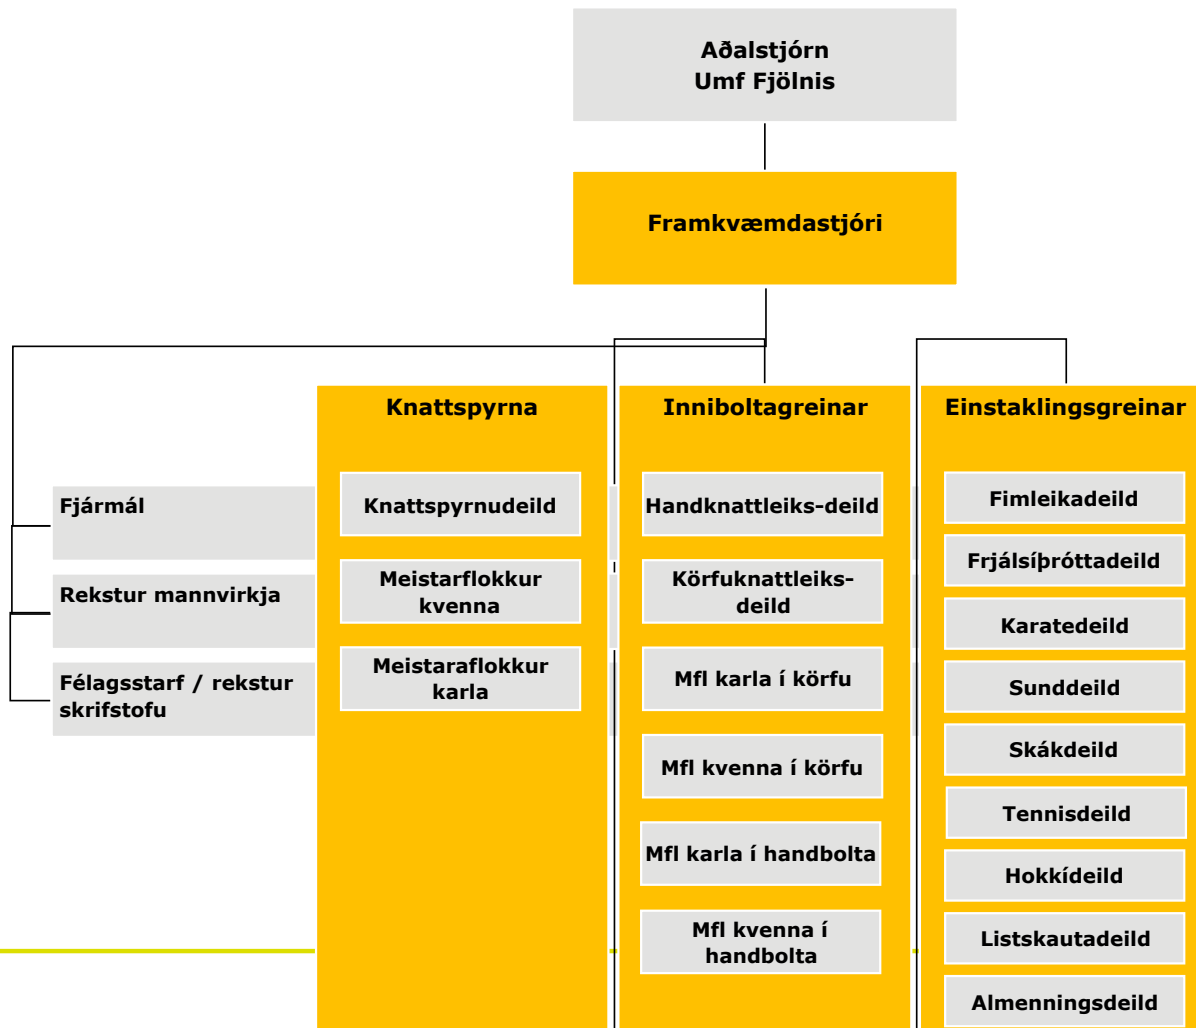 Aðalstjórn
Umf Fjölnis
Framkvæmdastjóri
Knattspyrna
Inniboltagreinar
Einstaklingsgreinar
Fjármál
Rekstur mannvirkja
Félagsstarf / rekstur
skrifstofu
Knattspyrnudeild
Meistarflokkur
kvenna
Meistaraflokkur
karla
Handknattleiks-deild
Körfuknattleiks-
deild
Mfl karla í körfu
Mfl kvenna í körfu
Mfl karla í handbolta
Mfl kvenna í
handbolta
Fimleikadeild
Frjálsíþróttadeild
Karatedeild
Sunddeild
Skákdeild
Tennisdeild
Hokkídeild
Listskautadeild
Almenningsdeild